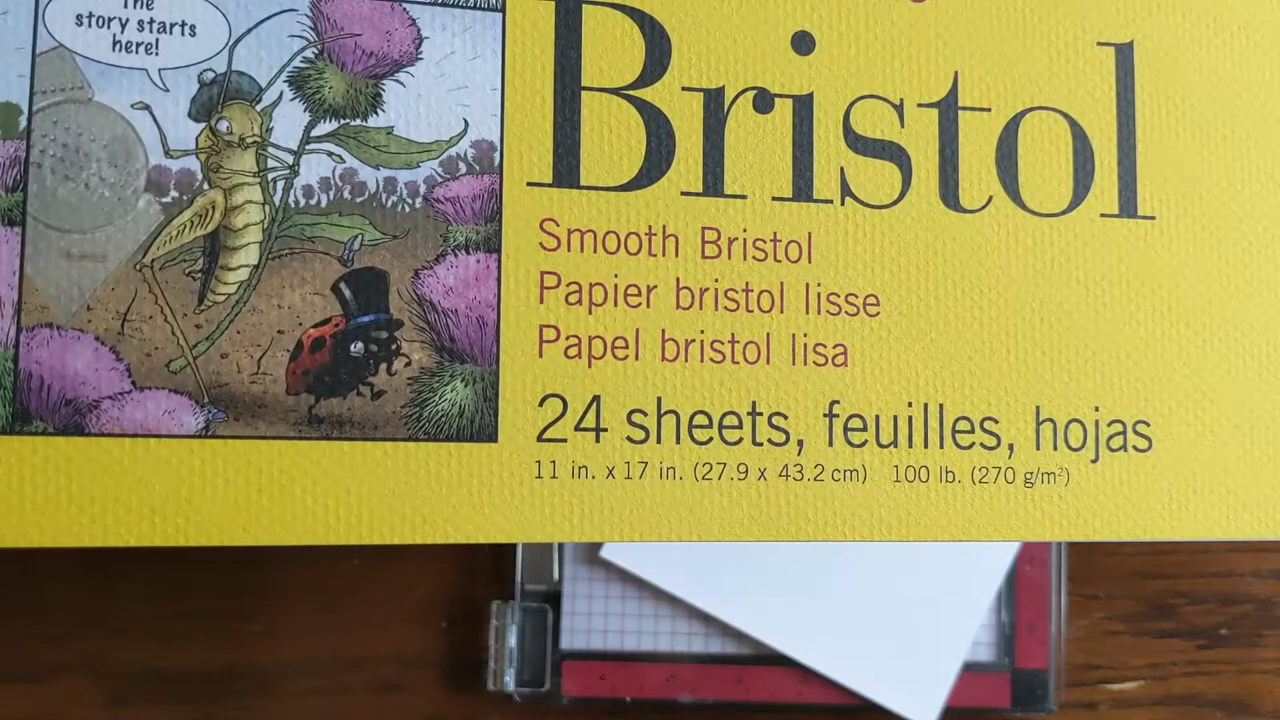 The
story starts
here!
Bristol
Smooth Bristol
Papier bristol lisse
Papel bristol lisa
24 sheets, feuilles, hojas
11 in. x 17 in. (27.9 x 43.2 cm) 100 lb. (270 g/m²)